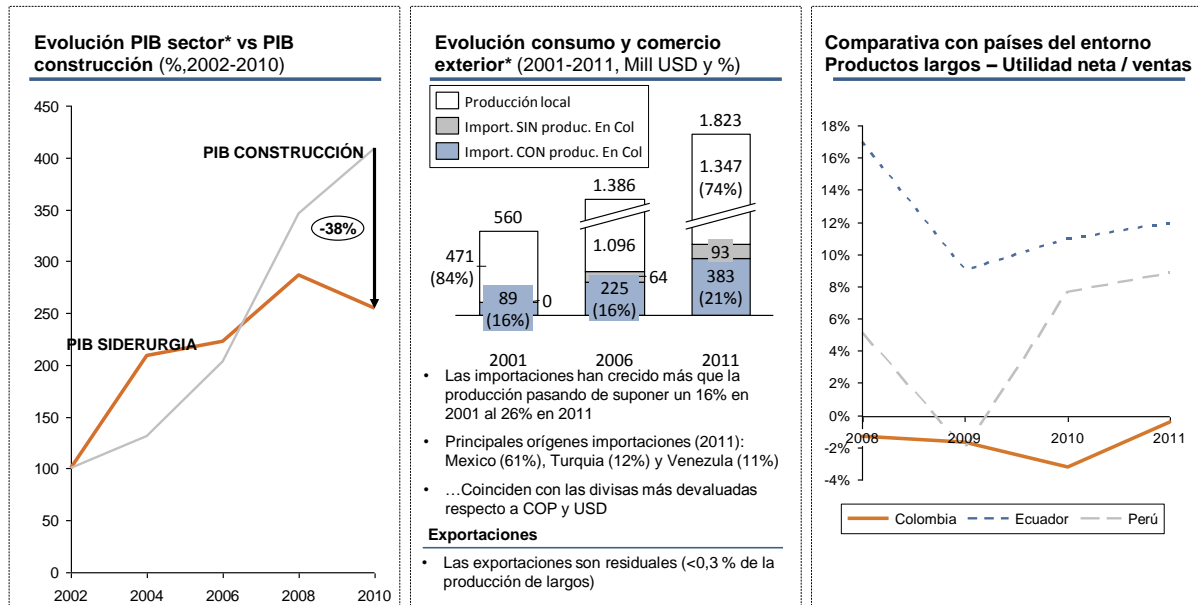 Evolución PIB sector* vs PIB
construcción (%,2002-2010)
450
400
350
300
250
200
150
100
50
0
PIB CONSTRUCCIÓN
-38%
PIB SIDERURGIA
2002
2004
2006
2008
2010
Evolución consumo y comercio
exterior* (2001-2011, Mill USD y %)
Producción local
Import. SIN produc. En Col
Import. CON produc. En Col
560
471
(84%)
89
(16%)
0
1.386
1.096
64
225
(16%)
1.823
1.347
(74%)
93
383
(21%)
2001
2006
2011
• Las importaciones han crecido más que la
producción pasando de suponer un 16% en
2001 al 26% en 2011
• Principales orígenes importaciones (2011):
Mexico (61%), Turquia (12%) y Venezula (11%)
• …Coinciden con las divisas más devaluadas
respecto a COP y USD
Exportaciones
• Las exportaciones son residuales (<0,3 % de la
producción de largos)
Comparativa con países del entorno
Productos largos – Utilidad neta / ventas
18%
16%
14%
12%
10%
8%
6%
4%
2%
0%
-2%
-4%
2008
2009
2010
2011
Colombia
Ecuador
Perú